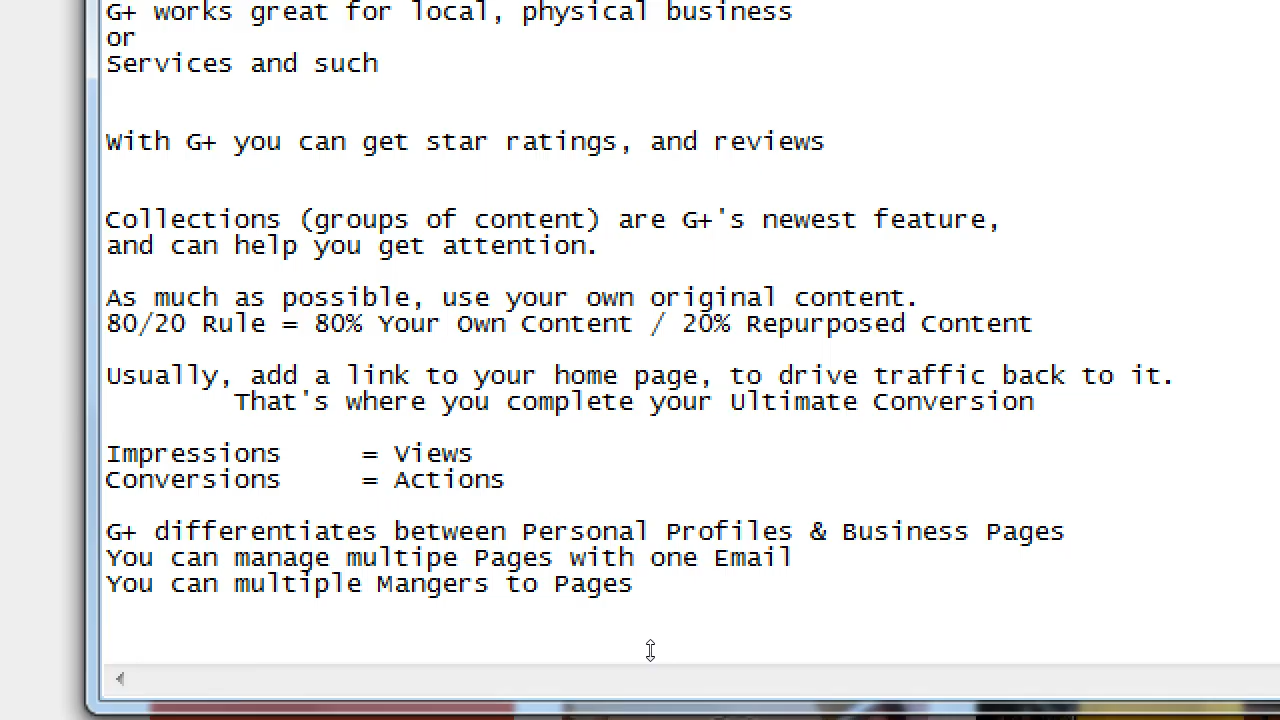 G+ works great for local, physical business
or
Services and such
With G+ you can get star ratings, and reviews
Collections (groups of content) are G+'s newest feature,
and can help you get attention.
As much as possible, use your own original content.
80/20 Rule = 80% Your Own Content / 20% Repurposed Content
Usually, add a link to your home page, to drive traffic back to it.
That's where you complete your Ultimate Conversion
Impressions = Views
Conversions = Actions
G+ differentiates between Personal Profiles & Business Pages
You can manage multipe Pages with one Email
You can multiple Mangers to Pages